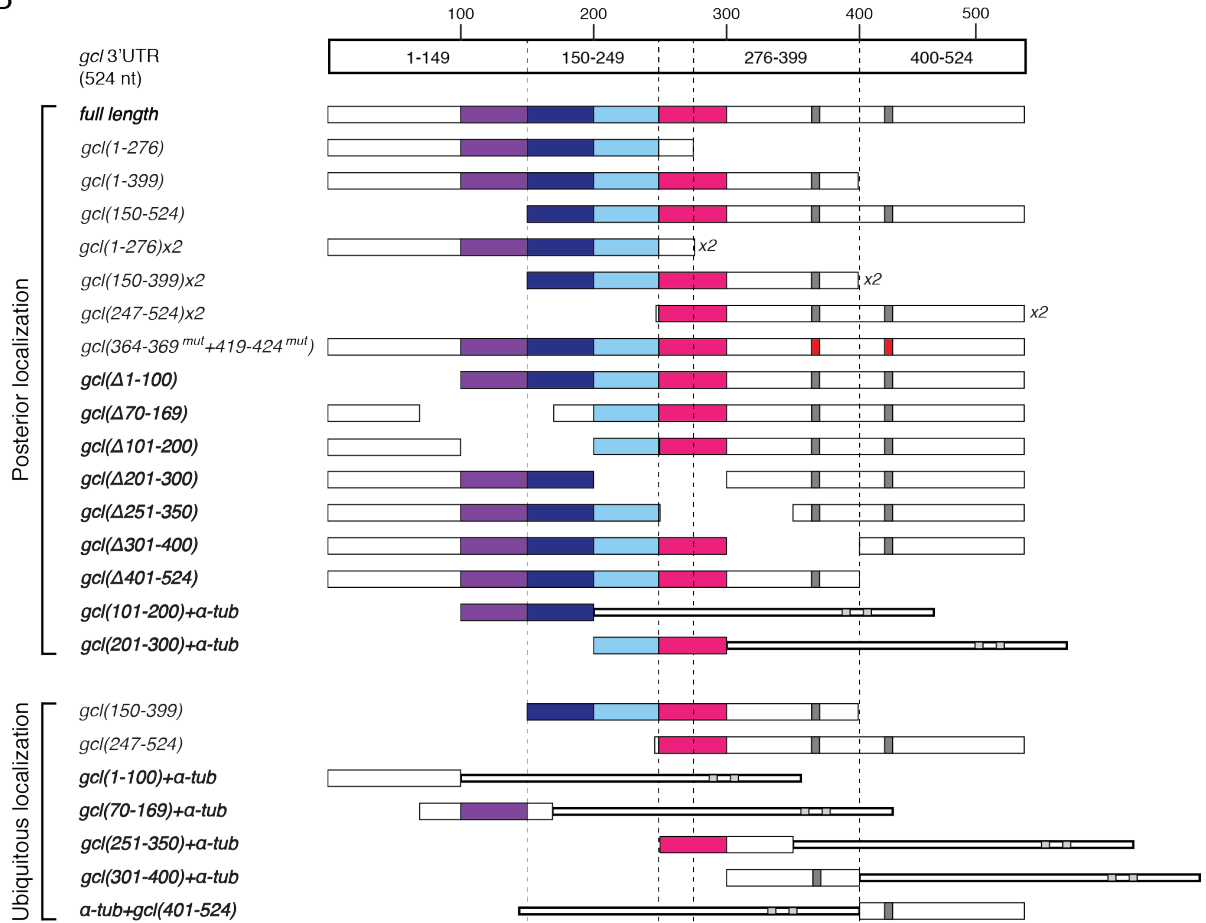 100 200 300 400 500
gcl 3'UTR
(524 nt)
1-149 150-249 276-399 400-524
Posterior localization
full length
gcl(1-276)
gcl(1-399)
gcl(150-524)
gcl(1-276)x2 x2
gcl(150-399)x2 x2
gcl(247-524)x2 x2
gcl(364-369 mut+419-424 mut)
gcl(Δ1-100)
gcl(Δ70-169)
gcl(Δ101-200)
gcl(Δ201-300)
gcl(Δ251-350)
gcl(Δ301-400)
gcl(Δ401-524)
gcl(101-200)+α-tub
gcl(201-300)+α-tub
Ubiquitous localization
gcl(150-399)
gcl(247-524)
gcl(1-100)+α-tub
gcl(70-169)+α-tub
gcl(251-350)+α-tub
gcl(301-400)+α-tub
α-tub+gcl(401-524)